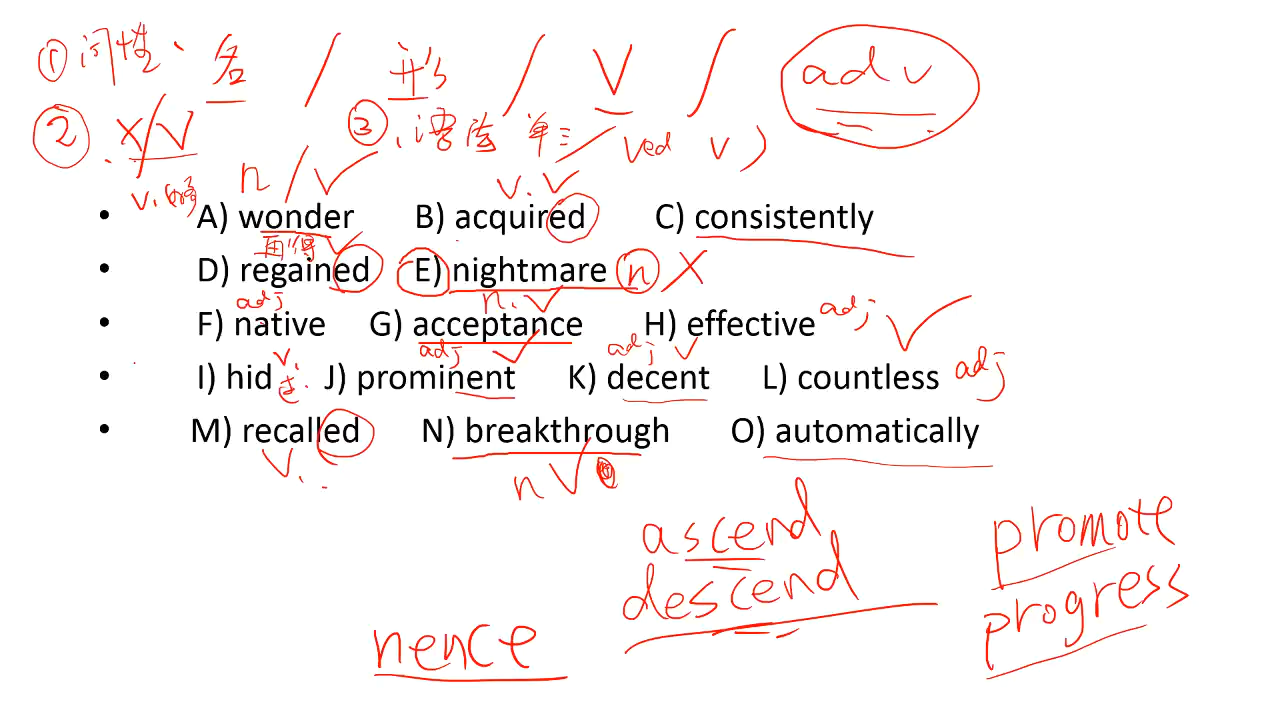 ① 词性、 名 / 形 / V / adv
②. X/V ③.语法 单三/Ved V)
n/✓ v.✓
• A) wonder B) acquired C) consistently
再得✓
• D) regained E) nightmare n X
adj n.✓
• F) native G) acceptance H) effective adj ✓
v. adj ✓ adj ✓
• I) hid J) prominent K) decent L) countless adj
• M) recalled N) breakthrough O) automatically
V. n✓
ascend promote
descend progress
nence